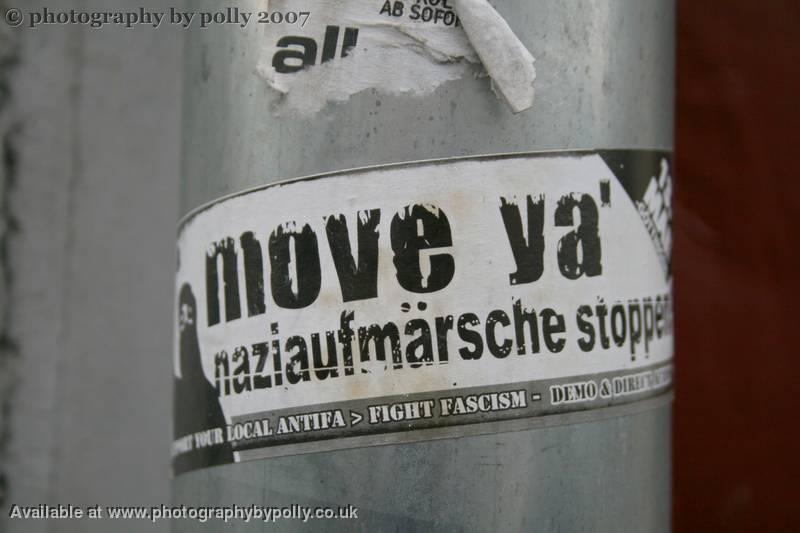 © photography by polly 2007
AB SOFO
all
move ya'
naziaufmärsche stoppen
YOUR LOCAL ANTIFA > FIGHT FASCISM - DEMO & DIRECT
Available at www.photographybypolly.co.uk